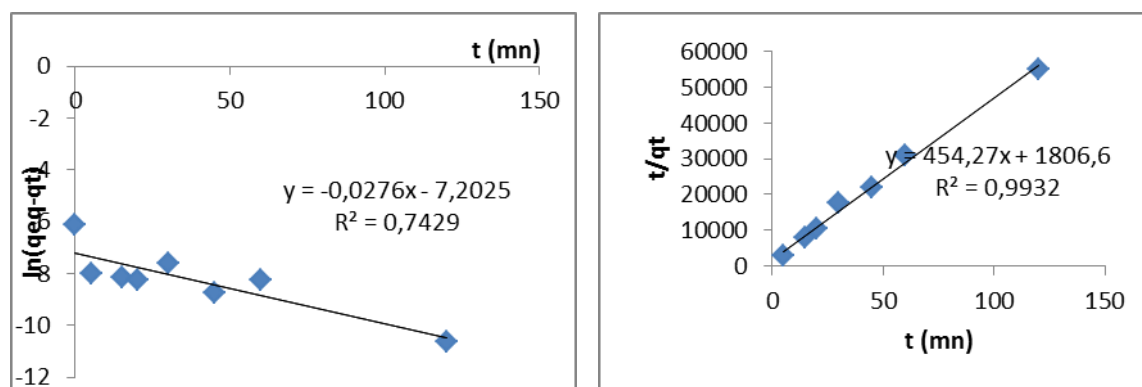 t (mn)
0
0
50
100
150
-2
-4
-6
-8
-10
-12
ln(qeq-qt)
y = -0,0276x - 7,2025
R² = 0,7429
60000
50000
40000
30000
20000
10000
0
t/qt
y = 454,27x + 1806,6
R² = 0,9932
0
50
100
150
t (mn)